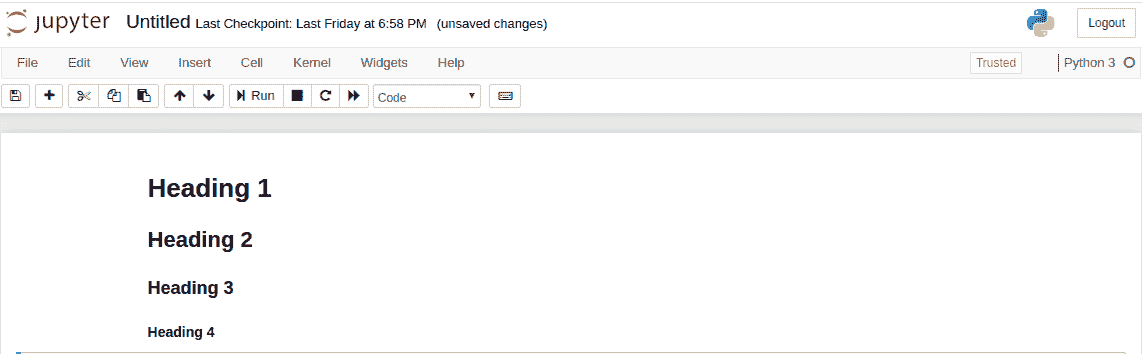 jupyter Untitled Last Checkpoint: Last Friday at 6:58 PM (unsaved changes) Logout
File Edit View Insert Cell Kernel Widgets Help Trusted Python 3
Run Code
Heading 1
Heading 2
Heading 3
Heading 4